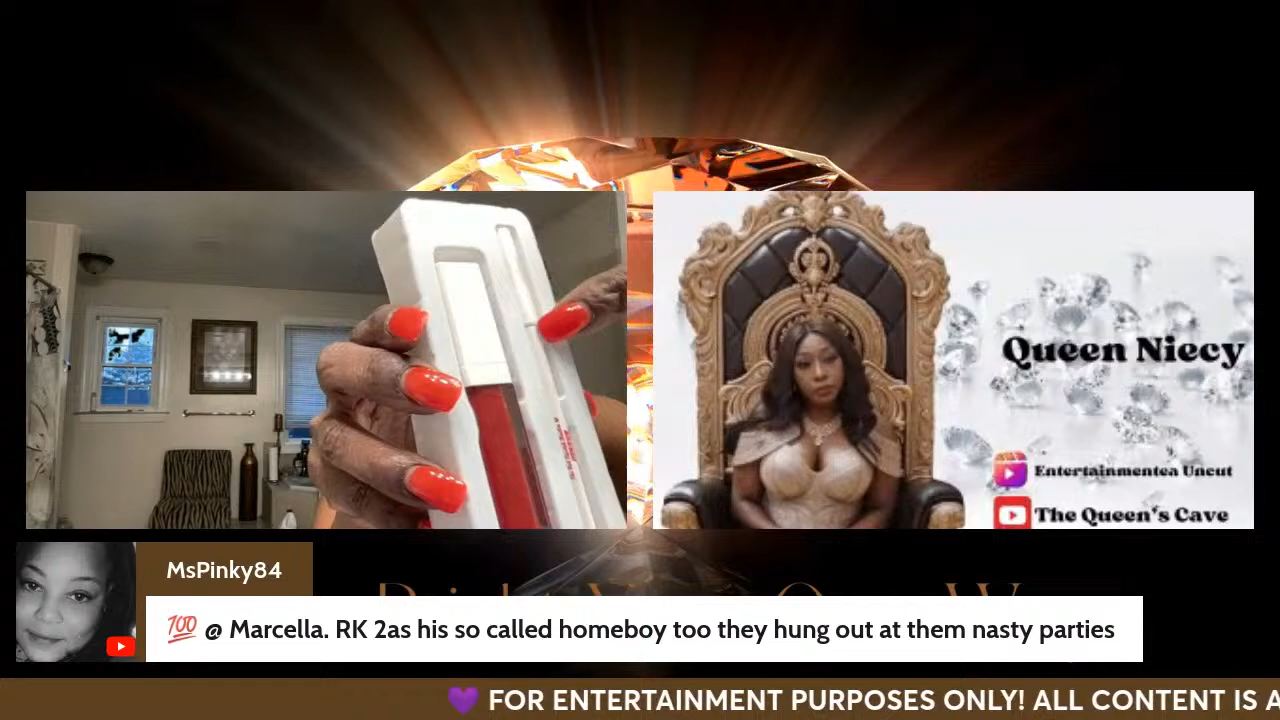 Queen Niecy
Entertainmentea Uncut
The Queen's Cave
MsPinky84
💯 @ Marcella. RK 2as his so called homeboy too they hung out at them nasty parties
💜 FOR ENTERTAINMENT PURPOSES ONLY! ALL CONTENT IS A